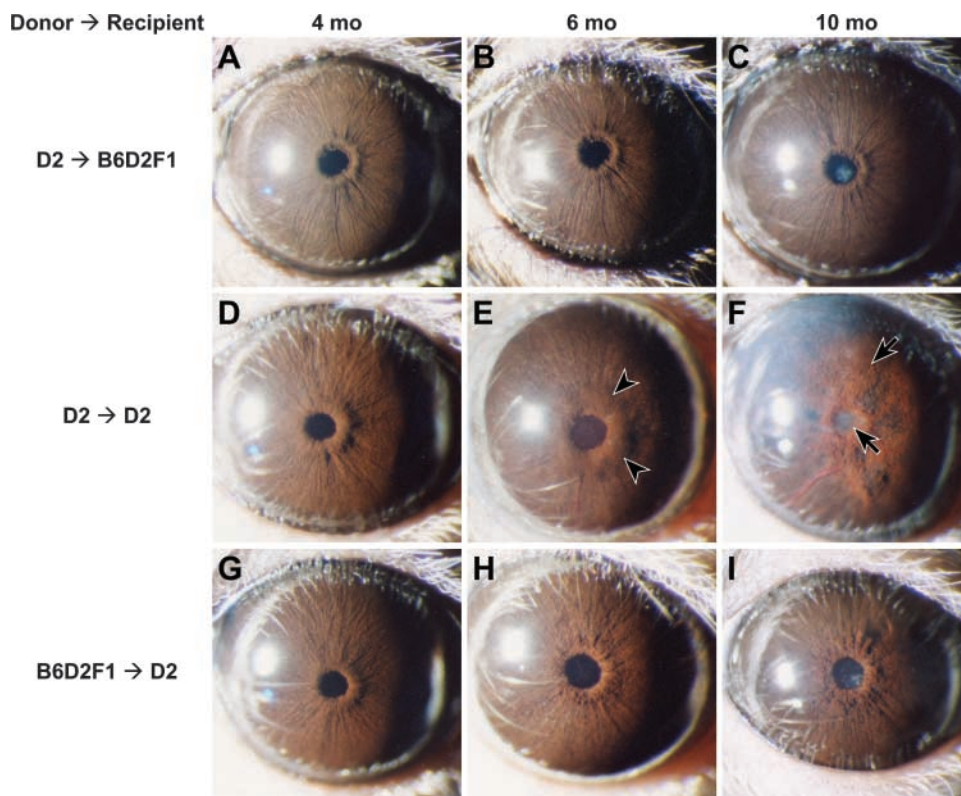 Donor → Recipient 4 mo 6 mo 10 mo
A B C
D2 → B6D2F1
D E F
D2 → D2
G H I
B6D2F1 → D2